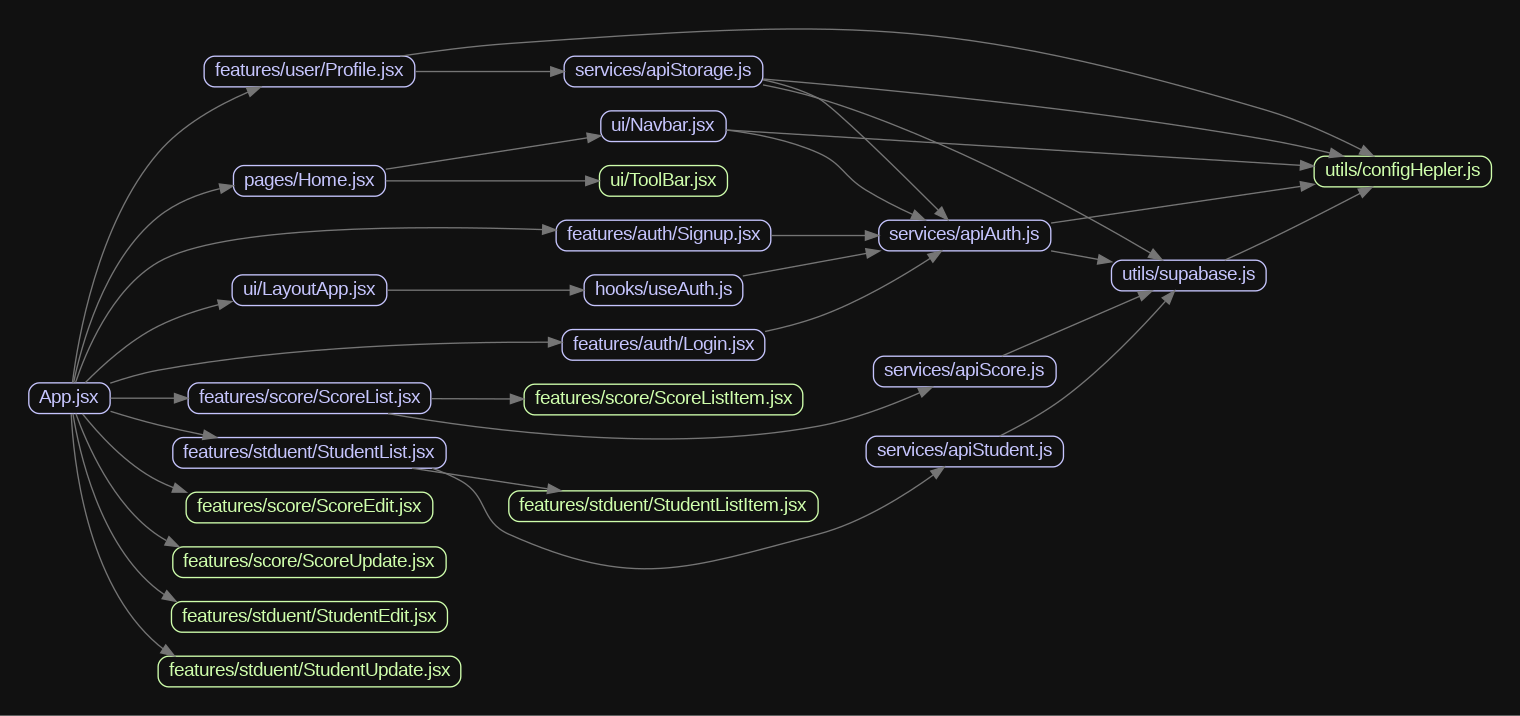 features/user/Profile.jsx
services/apiStorage.js
ui/Navbar.jsx
utils/configHepler.js
pages/Home.jsx
ui/ToolBar.jsx
features/auth/Signup.jsx
services/apiAuth.js
utils/supabase.js
ui/LayoutApp.jsx
hooks/useAuth.js
features/auth/Login.jsx
services/apiScore.js
App.jsx
features/score/ScoreList.jsx
features/score/ScoreListItem.jsx
features/stduent/StudentList.jsx
services/apiStudent.js
features/score/ScoreEdit.jsx
features/stduent/StudentListItem.jsx
features/score/ScoreUpdate.jsx
features/stduent/StudentEdit.jsx
features/stduent/StudentUpdate.jsx